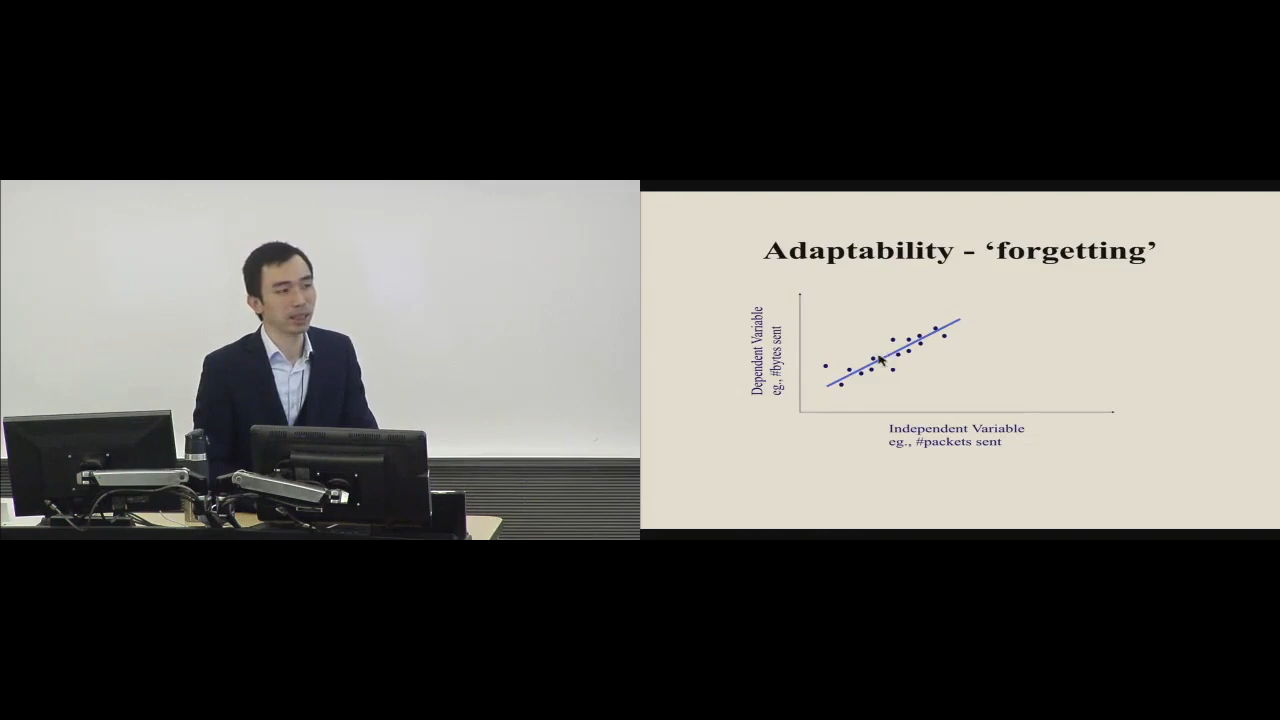 Adaptability - ‘forgetting’
Dependent Variable
eg., #bytes sent
Independent Variable
eg., #packets sent